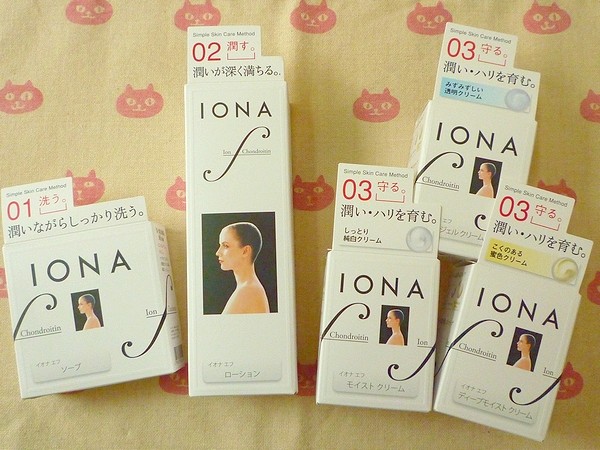 Simple Skin Care Method
01 洗う。
潤いながらしっかり洗う。
IONA
Chondroitin
Ion
イオナ エフ
ソープ
Simple Skin Care Method
02 潤す。
潤いが深く満ちる。
IONA
Ion
Chondroitin
イオナ エフ
ローション
Simple Skin Care Method
03 守る。
潤い・ハリを育む。
みずみずしい
透明クリーム
IONA
Chondroitin
エフ
ジェルクリーム
Simple Skin Care Method
03 守る。
潤い・ハリを育む。
しっとり
純白クリーム
IONA
Chondroitin
Ion
イオナ エフ
モイスト クリーム
Simple Skin Care Method
03 守る。
潤い・ハリを育む。
こくのある
蜜色クリーム
IONA
Chondroitin
Ion
イオナ エフ
ディープモイスト クリーム